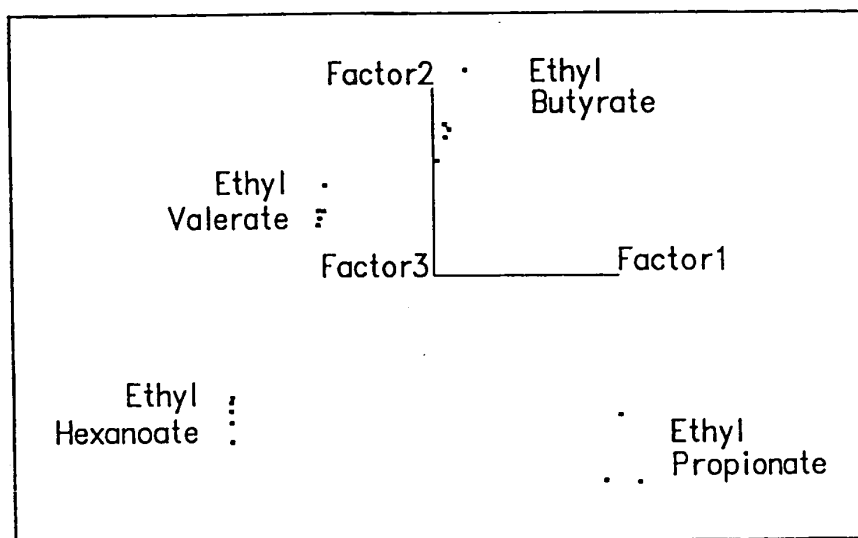 Factor2
Ethyl
Butyrate
Ethyl
Valerate
Factor3
Factor1
Ethyl
Hexanoate
Ethyl
Propionate